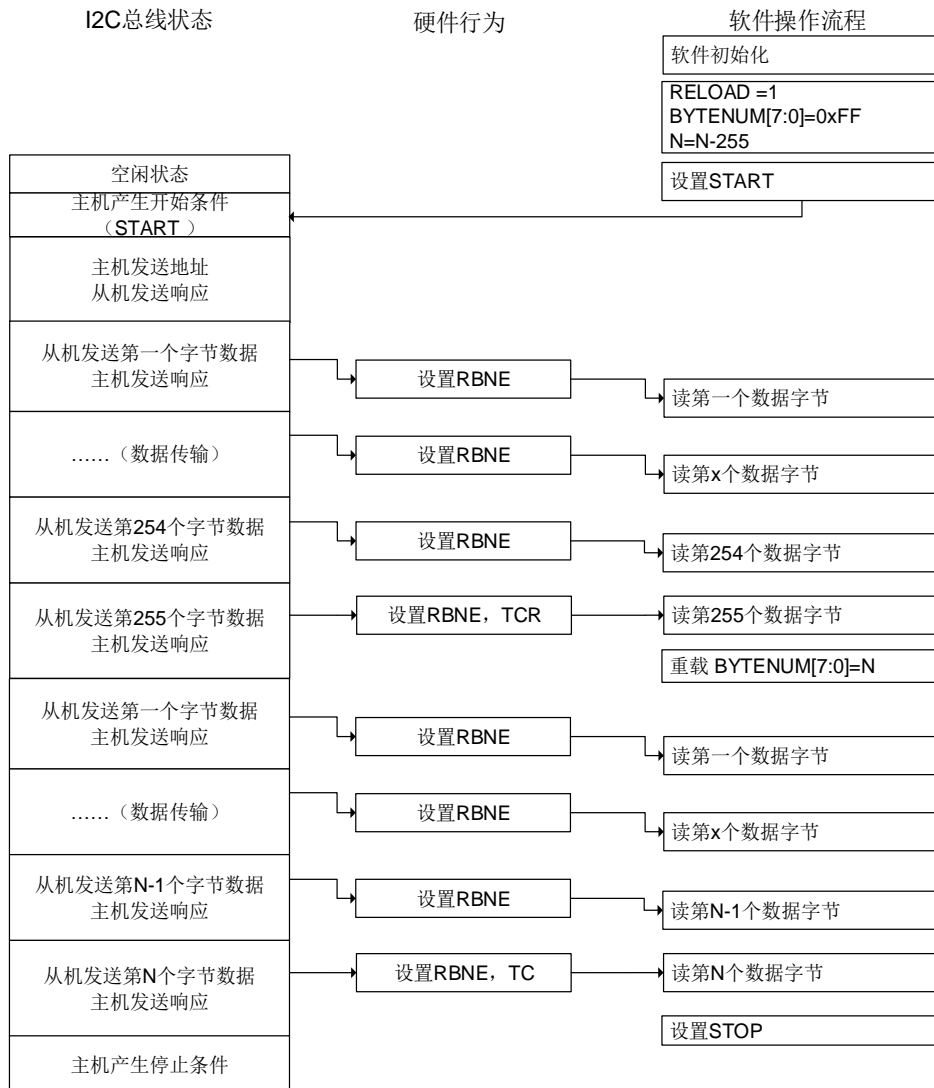 I2C总线状态
硬件行为
软件操作流程
软件初始化
RELOAD =1
BYTENUM[7:0]=0xFF
N=N-255
设置START
空闲状态
主机产生开始条件
（START ）
主机发送地址
从机发送响应
从机发送第一个字节数据
主机发送响应
设置RBNE
读第一个数据字节
……（数据传输）
设置RBNE
读第x个数据字节
从机发送第254个字节数据
主机发送响应
设置RBNE
读第254个数据字节
从机发送第255个字节数据
主机发送响应
设置RBNE，TCR
读第255个数据字节
重载 BYTENUM[7:0]=N
从机发送第一个字节数据
主机发送响应
设置RBNE
读第一个数据字节
……（数据传输）
设置RBNE
读第x个数据字节
从机发送第N-1个字节数据
主机发送响应
设置RBNE
读第N-1个数据字节
从机发送第N个字节数据
主机发送响应
设置RBNE，TC
读第N个数据字节
设置STOP
主机产生停止条件